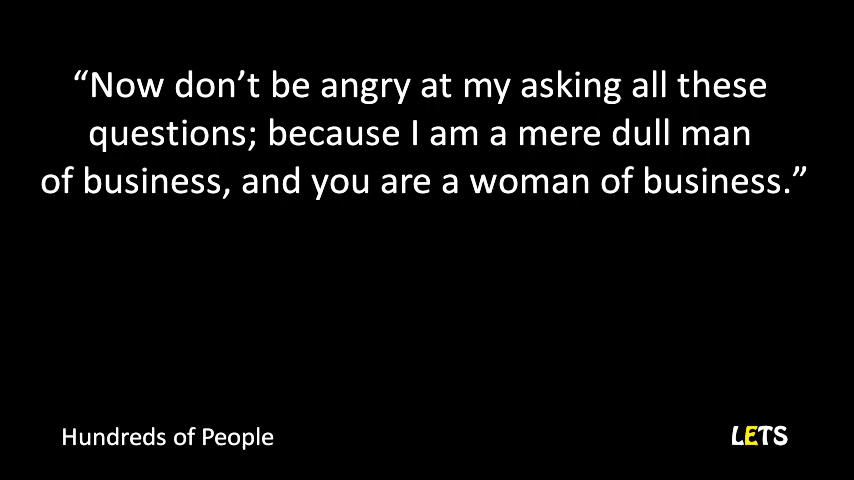 “Now don’t be angry at my asking all these
questions; because I am a mere dull man
of business, and you are a woman of business.”
Hundreds of People
LETS